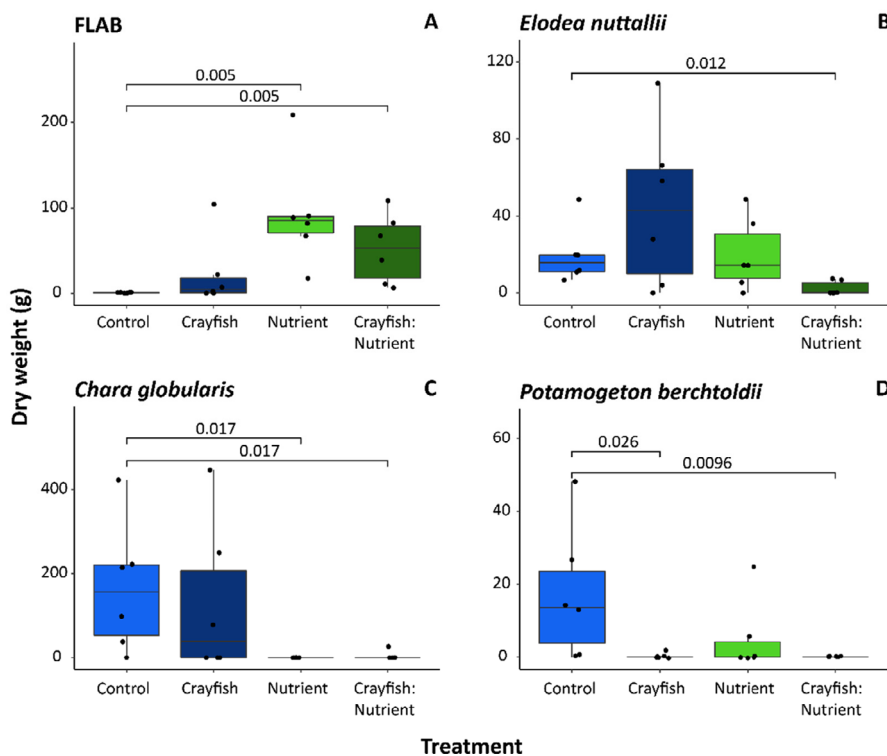 FLAB A
0.005
0.005
200
100
0
Control Crayfish Nutrient Crayfish:
Nutrient
Elodea nuttallii B
120
0.012
80
40
0
Control Crayfish Nutrient Crayfish:
Nutrient
Dry weight (g)
Chara globularis C
0.017
0.017
400
200
0
Control Crayfish Nutrient Crayfish:
Nutrient
Potamogeton berchtoldii D
60
0.026
0.0096
40
20
0
Control Crayfish Nutrient Crayfish:
Nutrient
Treatment